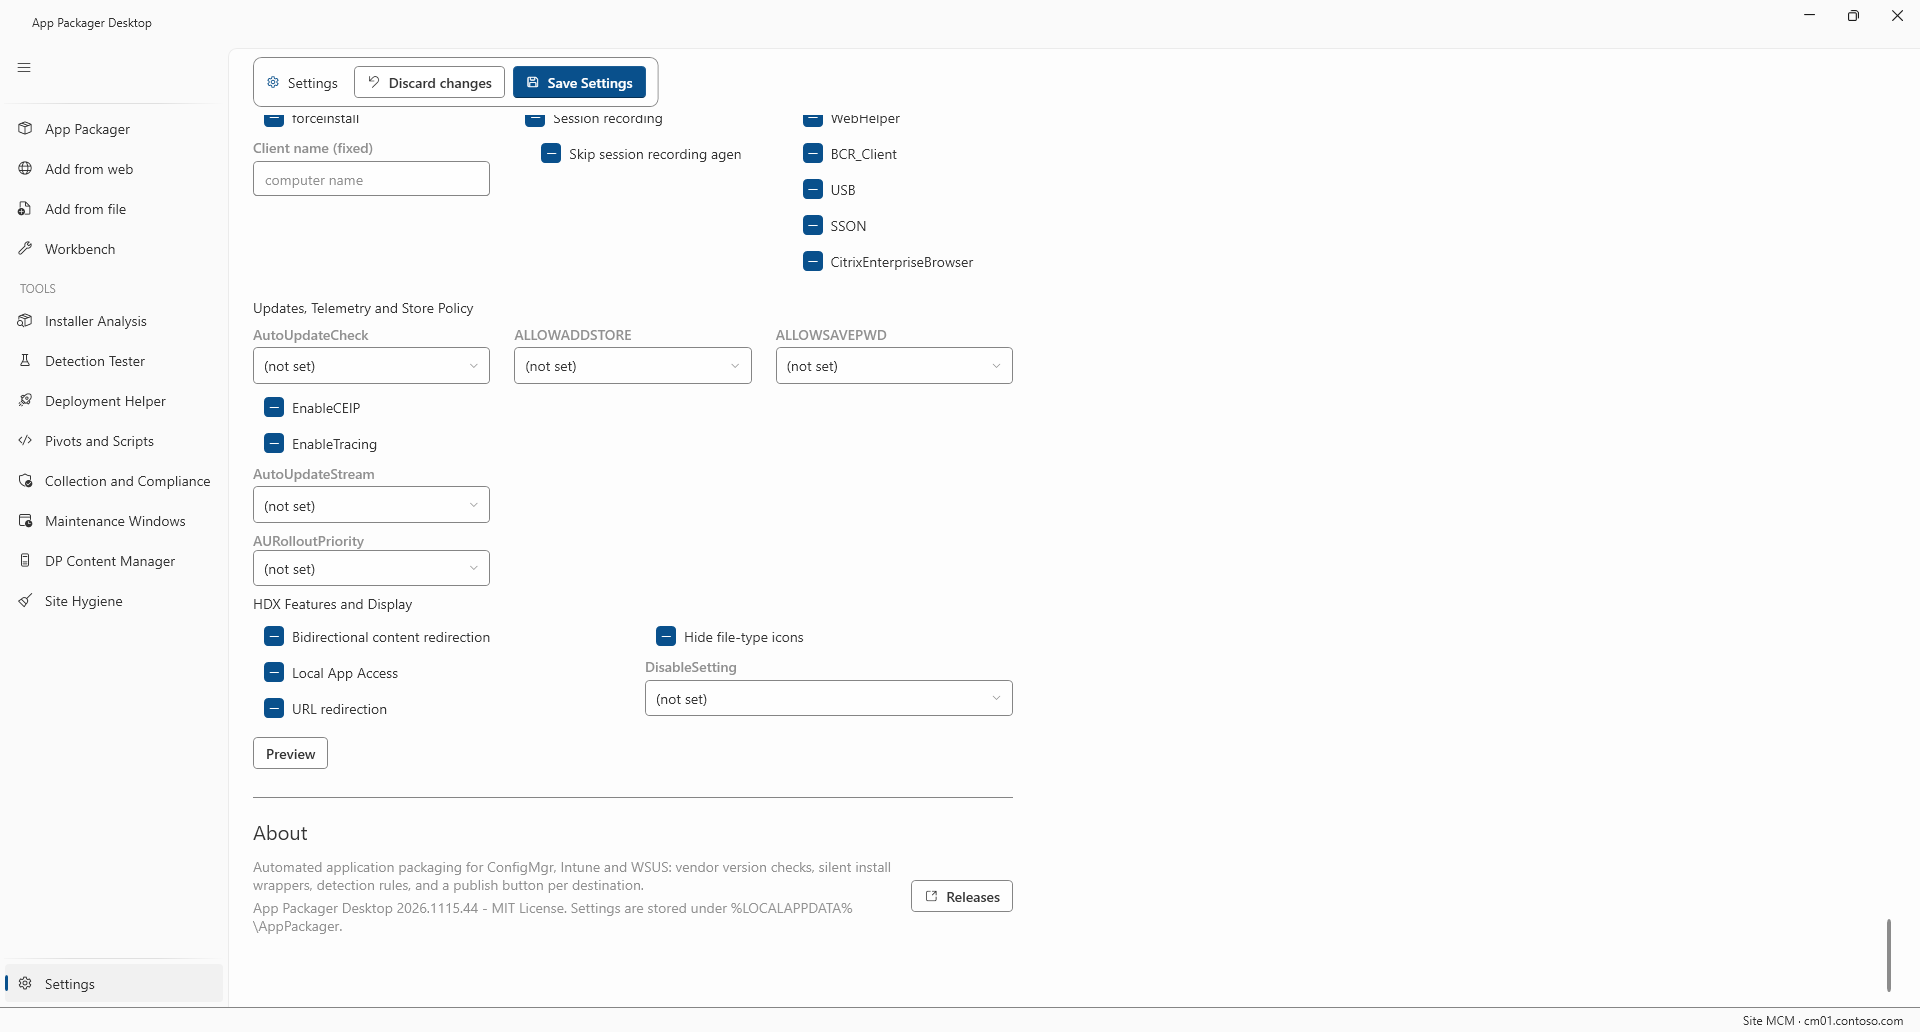 App Packager Desktop
Settings
Discard changes
Save Settings
App Packager
Add from web
Add from file
Workbench
TOOLS
Installer Analysis
Detection Tester
Deployment Helper
Pivots and Scripts
Collection and Compliance
Maintenance Windows
DP Content Manager
Site Hygiene
Settings
forceinstall
Session recording
WebHelper
Client name (fixed)
computer name
Skip session recording agen
BCR_Client
USB
SSON
CitrixEnterpriseBrowser
Updates, Telemetry and Store Policy
AutoUpdateCheck
ALLOWADDSTORE
ALLOWSAVEPWD
(not set)
(not set)
(not set)
EnableCEIP
EnableTracing
AutoUpdateStream
(not set)
AURolloutPriority
(not set)
HDX Features and Display
Bidirectional content redirection
Hide file-type icons
Local App Access
DisableSetting
(not set)
URL redirection
Preview
About
Automated application packaging for ConfigMgr, Intune and WSUS: vendor version checks, silent install
wrappers, detection rules, and a publish button per destination.
App Packager Desktop 2026.1115.44 - MIT License. Settings are stored under %LOCALAPPDATA%
\AppPackager.
Releases
Site MCM · cm01.contoso.com